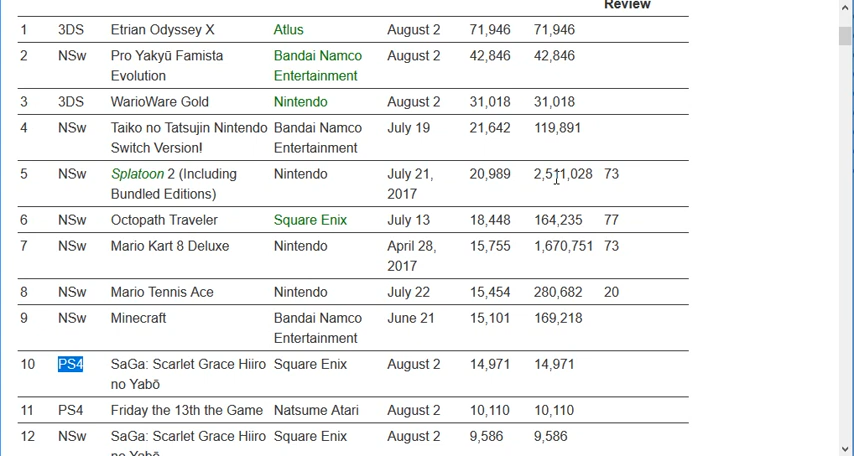 Review
1 3DS Etrian Odyssey X Atlus August 2 71,946 71,946
2 NSw Pro Yakyū Famista Bandai Namco August 2 42,846 42,846
Evolution Entertainment
3 3DS WarioWare Gold Nintendo August 2 31,018 31,018
4 NSw Taiko no Tatsujin Nintendo Bandai Namco July 19 21,642 119,891
Switch Version! Entertainment
5 NSw Splatoon 2 (Including Nintendo July 21, 20,989 2,511,028 73
Bundled Editions) 2017
6 NSw Octopath Traveler Square Enix July 13 18,448 164,235 77
7 NSw Mario Kart 8 Deluxe Nintendo April 28, 15,755 1,670,751 73
2017
8 NSw Mario Tennis Ace Nintendo July 22 15,454 280,682 20
9 NSw Minecraft Bandai Namco June 21 15,101 169,218
Entertainment
10 PS4 SaGa: Scarlet Grace Hiiro Square Enix August 2 14,971 14,971
no Yabō
11 PS4 Friday the 13th the Game Natsume Atari August 2 10,110 10,110
12 NSw SaGa: Scarlet Grace Hiiro Square Enix August 2 9,586 9,586
no Yabō